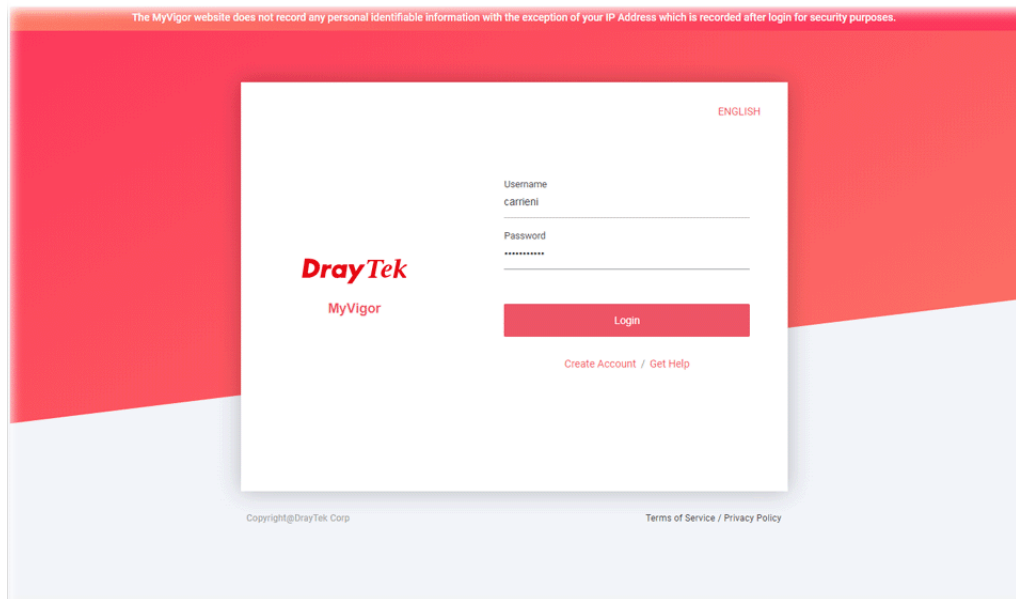 The MyVigor website does not record any personal identifiable information with the exception of your IP Address which is recorded after login for security purposes.
ENGLISH
Username
carrieni
Password
•••••••••••
DrayTek
MyVigor
Login
Create Account / Get Help
Copyright@DrayTek Corp
Terms of Service / Privacy Policy